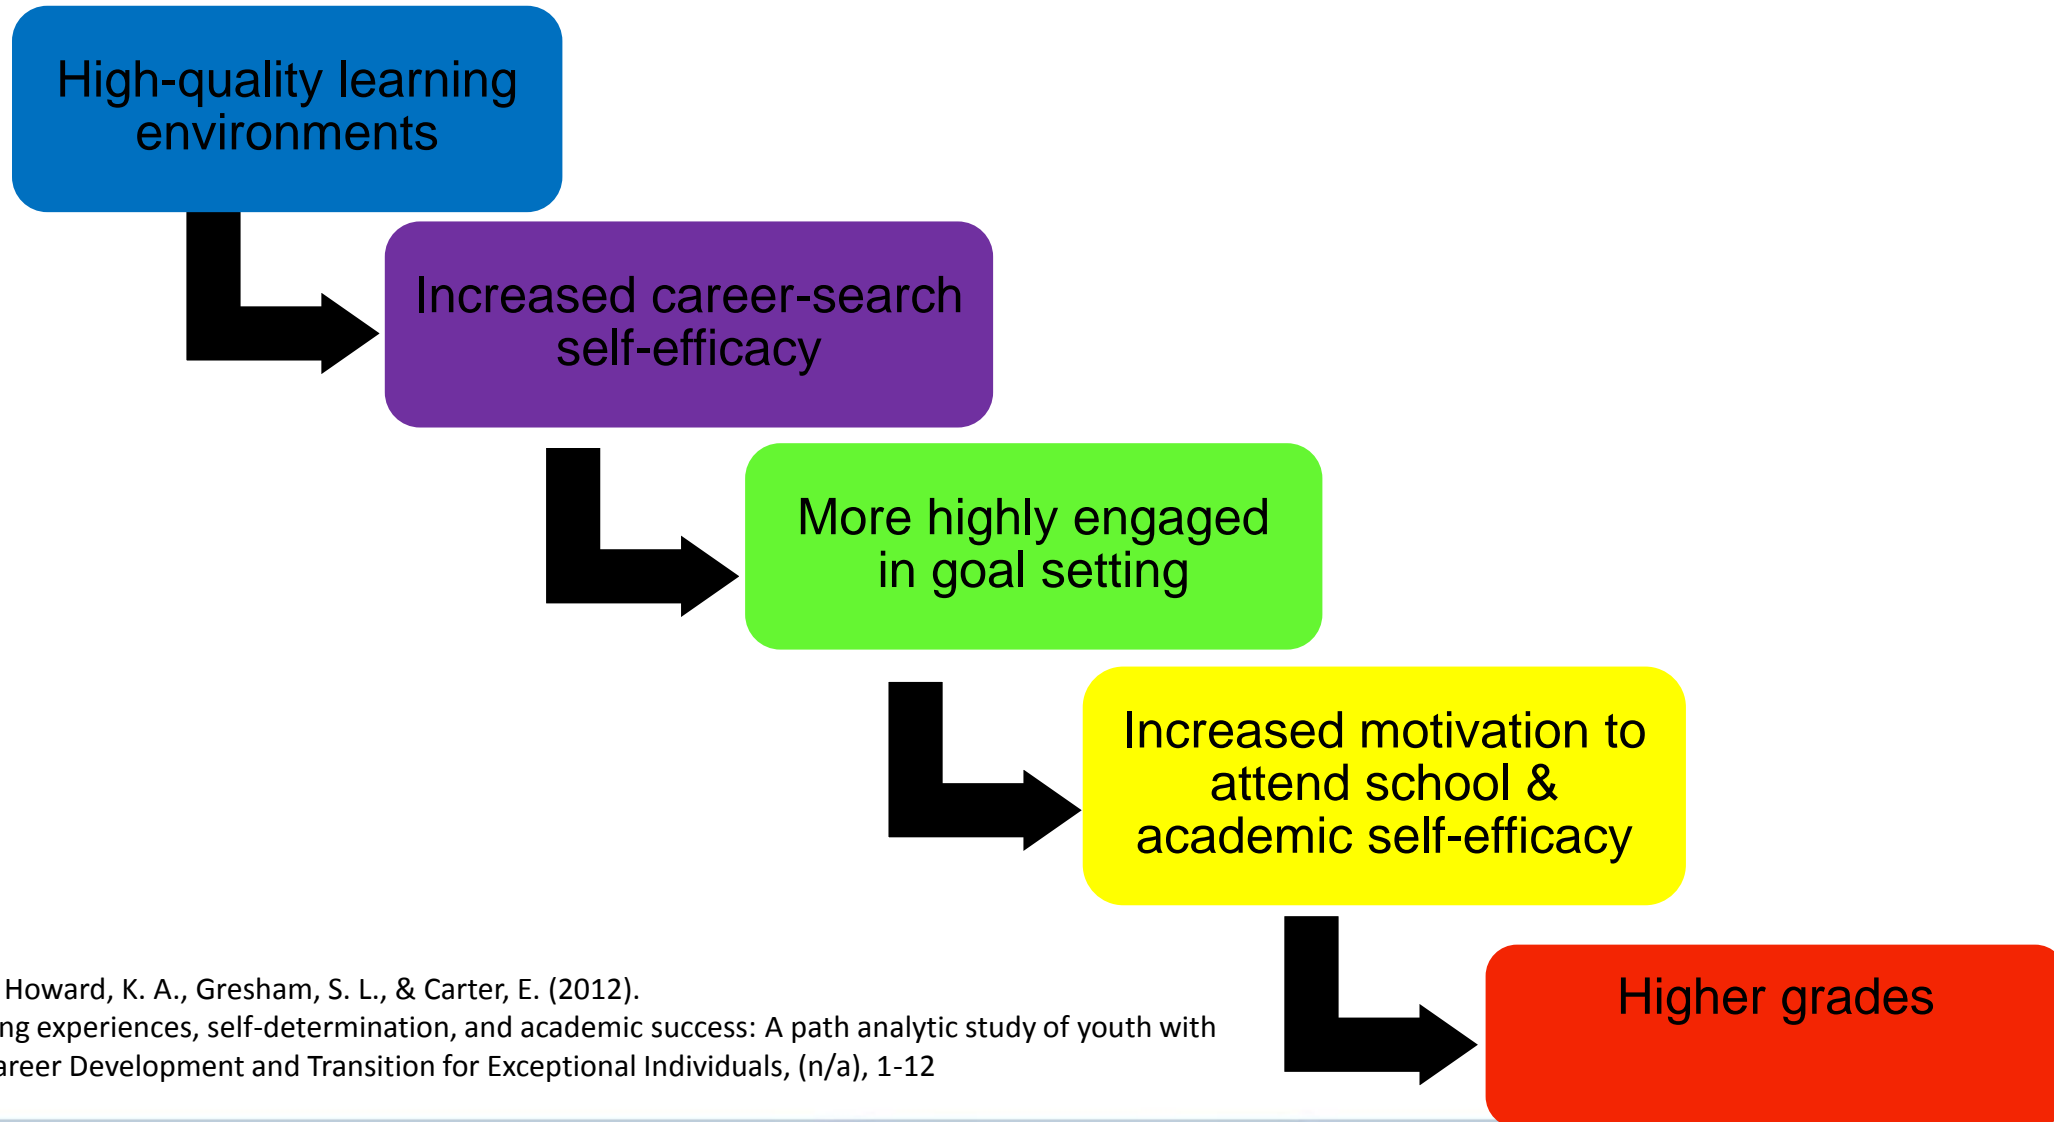 High-quality learning
environments
Increased career-search
self-efficacy
More highly engaged
in goal setting
Increased motivation to
attend school &
academic self-efficacy
Higher grades
Howard, K. A., Gresham, S. L., & Carter, E. (2012).
experiences, self-determination, and academic success: A path analytic study of youth with
Development and Transition for Exceptional Individuals, (n/a), 1-12